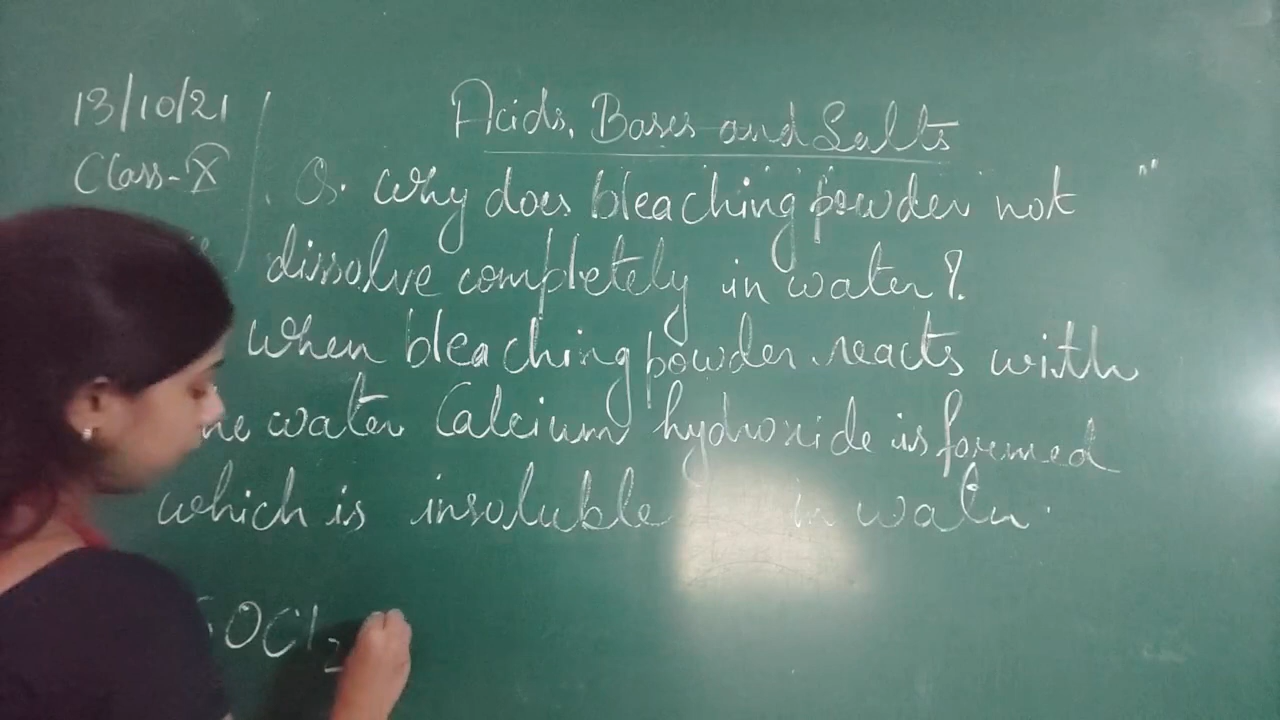 13/10/21
Class-X
Acids, Bases and Salts
Q. Why does bleaching powder not
dissolve completely in water?
When bleaching powder reacts with
water Calcium hydroxide is formed
which is insoluble in water.
OCl2